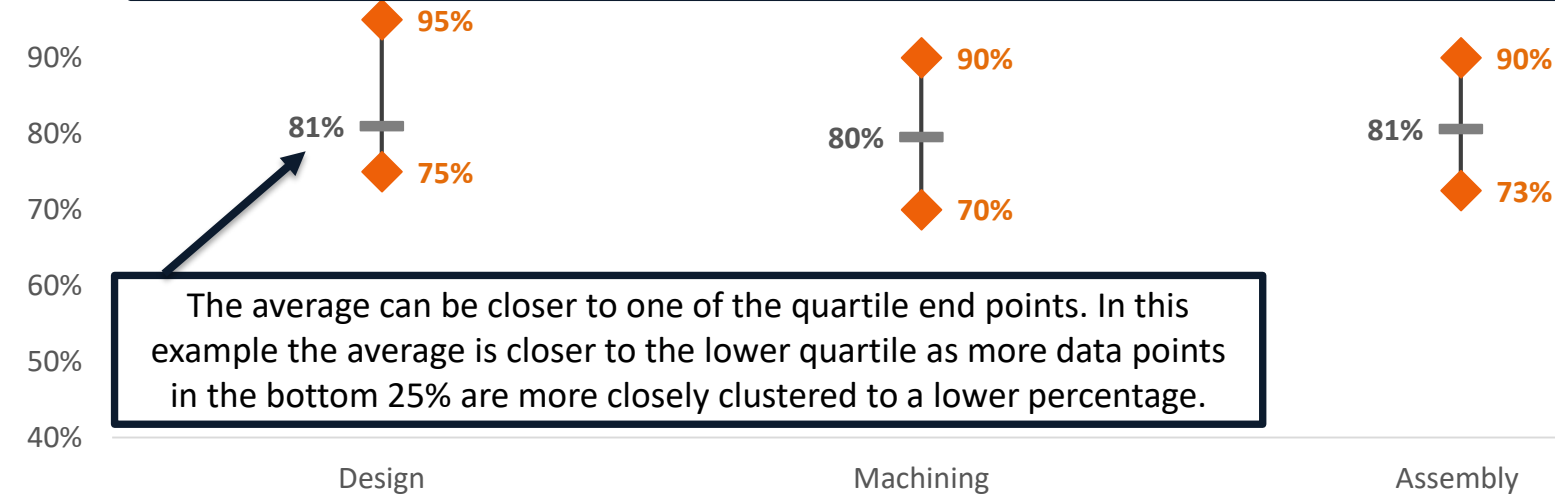 95%
90%
90%
90%
81%
80%
80%
81%
75%
73%
70%
70%
60%
The average can be closer to one of the quartile end points. In this
example the average is closer to the lower quartile as more data points
in the bottom 25% are more closely clustered to a lower percentage.
50%
40%
Design
Machining
Assembly